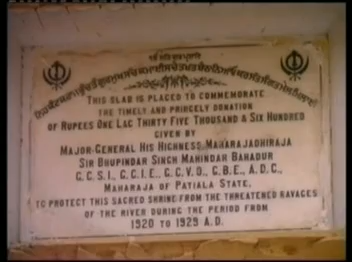 THIS SLAB IS PLACED TO COMMEMORATE
THE TIMELY AND PRINCELY DONATION
OF RUPEES ONE LAC THIRTY FIVE THOUSAND & SIX HUNDRED
GIVEN BY
MAJOR-GENERAL HIS HIGHNESS MAHARAJADHIRAJA
SIR BHUPINDAR SINGH MAHINDAR BAHADUR
G.C.S.I., G.C.I.E., G.C.V.O., G.B.E., A.D.C.,
MAHARAJA OF PATIALA STATE,
TO PROTECT THIS SACRED SHRINE FROM THE THREATENED RAVAGES
OF THE RIVER DURING THE PERIOD FROM
1920 TO 1929 A.D.